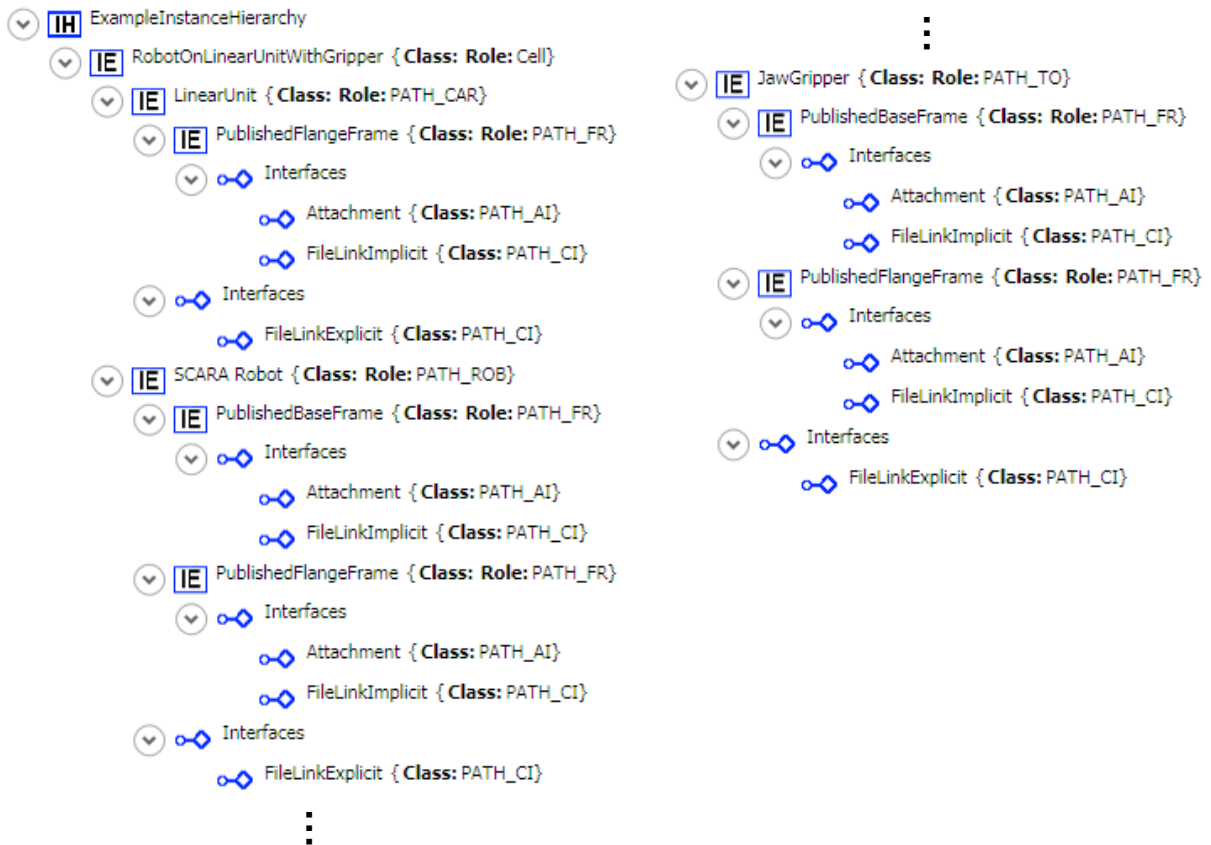 IH ExampleInstanceHierarchy
IE RobotOnLinearUnitWithGripper {Class: Role: Cell}
IE LinearUnit {Class: Role: PATH_CAR}
IE PublishedFlangeFrame {Class: Role: PATH_FR}
Interfaces
Attachment {Class: PATH_AI}
FileLinkImplicit {Class: PATH_CI}
Interfaces
FileLinkExplicit {Class: PATH_CI}
IE SCARA Robot {Class: Role: PATH_ROB}
IE PublishedBaseFrame {Class: Role: PATH_FR}
Interfaces
Attachment {Class: PATH_AI}
FileLinkImplicit {Class: PATH_CI}
IE PublishedFlangeFrame {Class: Role: PATH_FR}
Interfaces
Attachment {Class: PATH_AI}
FileLinkImplicit {Class: PATH_CI}
Interfaces
FileLinkExplicit {Class: PATH_CI}
IE JawGripper {Class: Role: PATH_TO}
IE PublishedBaseFrame {Class: Role: PATH_FR}
Interfaces
Attachment {Class: PATH_AI}
FileLinkImplicit {Class: PATH_CI}
IE PublishedFlangeFrame {Class: Role: PATH_FR}
Interfaces
Attachment {Class: PATH_AI}
FileLinkImplicit {Class: PATH_CI}
Interfaces
FileLinkExplicit {Class: PATH_CI}